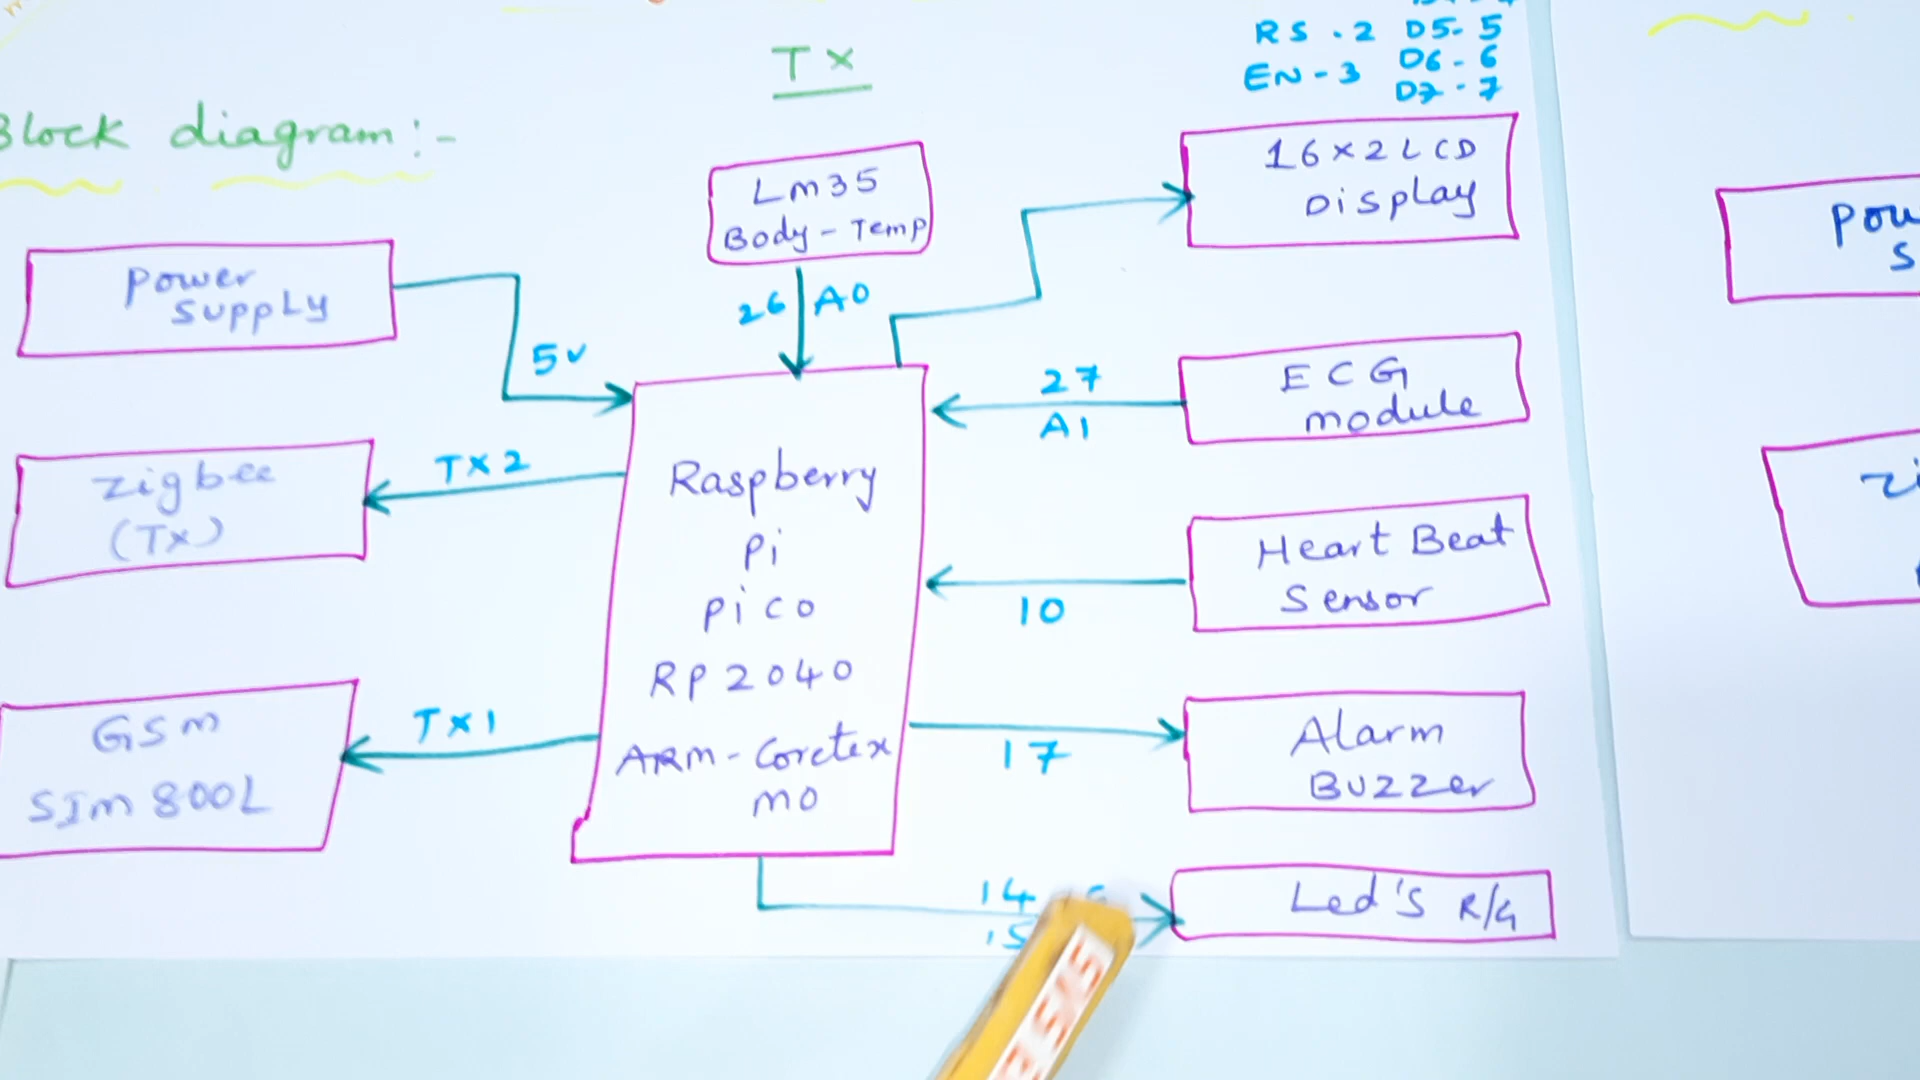 Tx
RS . 2 D5- 5
EN - 3 D6 - 6
D7 - 7
Block diagram:-
Lm35
Body - Temp
16x2 LCD
Display
Power
Supply
5v
26 A0
27
A1
ECG
module
Zigbee
(Tx)
TX2
Raspberry
Pi
Pico
RP2040
ARM - Coretex
m0
10
Heart Beat
Sensor
GSm
SIm 800L
TX1
17
Alarm
Buzzer
14
15
Led's R/G